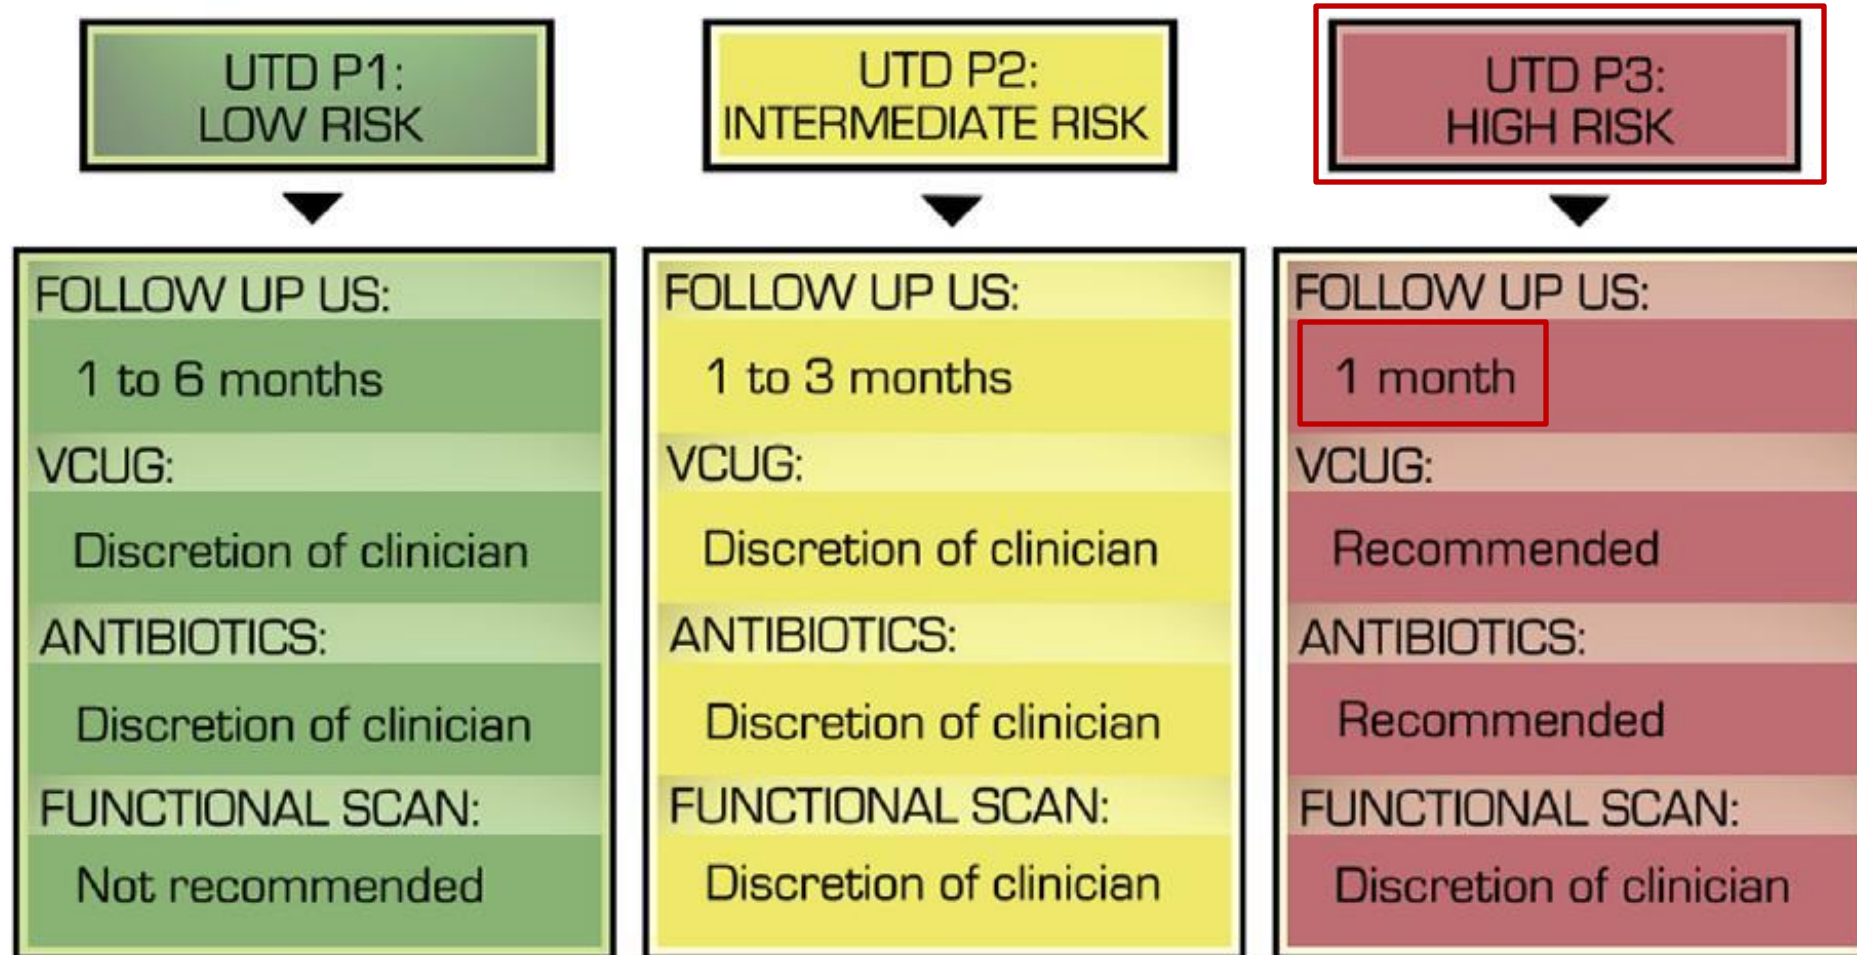 UTD P1:
LOW RISK
FOLLOW UP US:
1 to 6 months
VCUG:
Discretion of clinician
ANTIBIOTICS:
Discretion of clinician
FUNCTIONAL SCAN:
Not recommended
UTD P2:
INTERMEDIATE RISK
FOLLOW UP US:
1 to 3 months
VCUG:
Discretion of clinician
ANTIBIOTICS:
Discretion of clinician
FUNCTIONAL SCAN:
Discretion of clinician
UTD P3:
HIGH RISK
FOLLOW UP US:
1 month
VCUG:
Recommended
ANTIBIOTICS:
Recommended
FUNCTIONAL SCAN:
Discretion of clinician